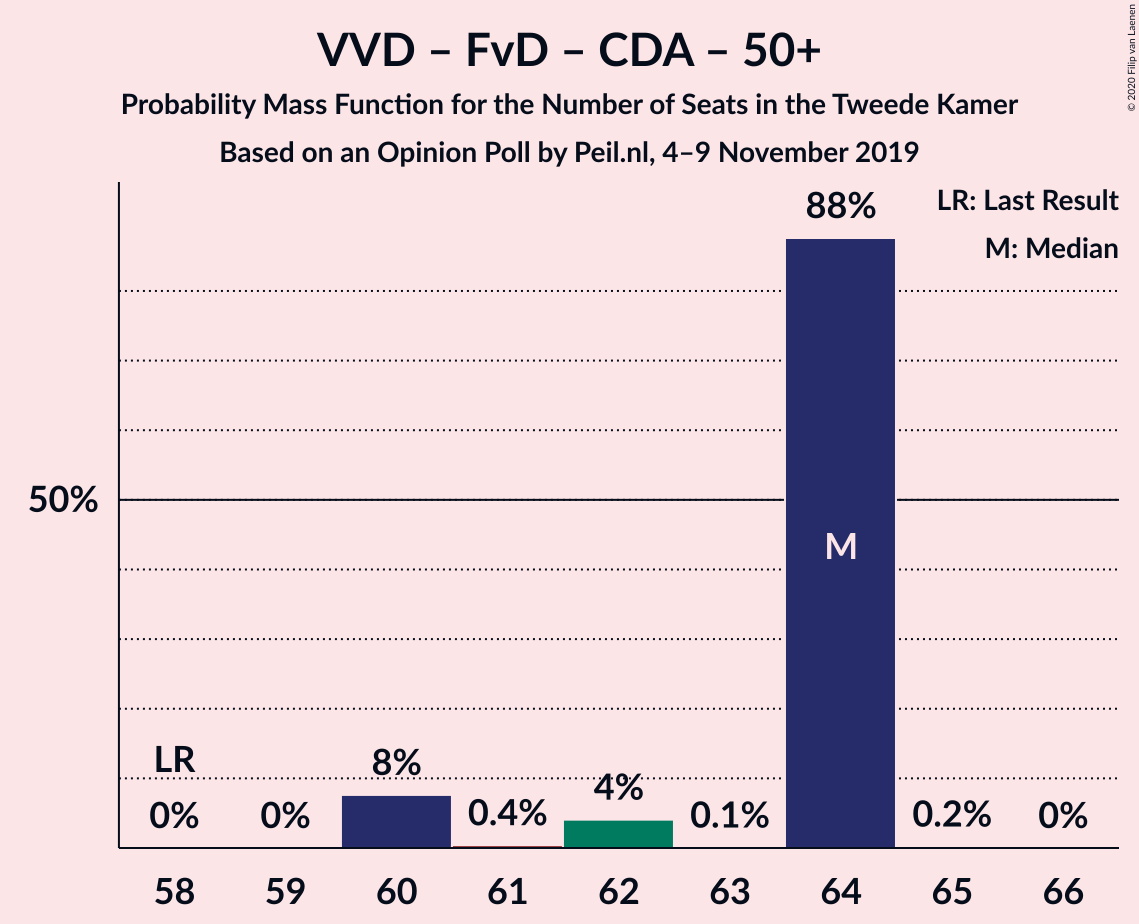 VVD – FvD – CDA – 50+
Probability Mass Function for the Number of Seats in the Tweede Kamer
Based on an Opinion Poll by Peil.nl, 4–9 November 2019
© 2020 Filip van Laenen
LR: Last Result
M: Median
88%
50%
M
LR
0%
0%
8%
0.4%
4%
0.1%
0.2%
0%
58 59 60 61 62 63 64 65 66